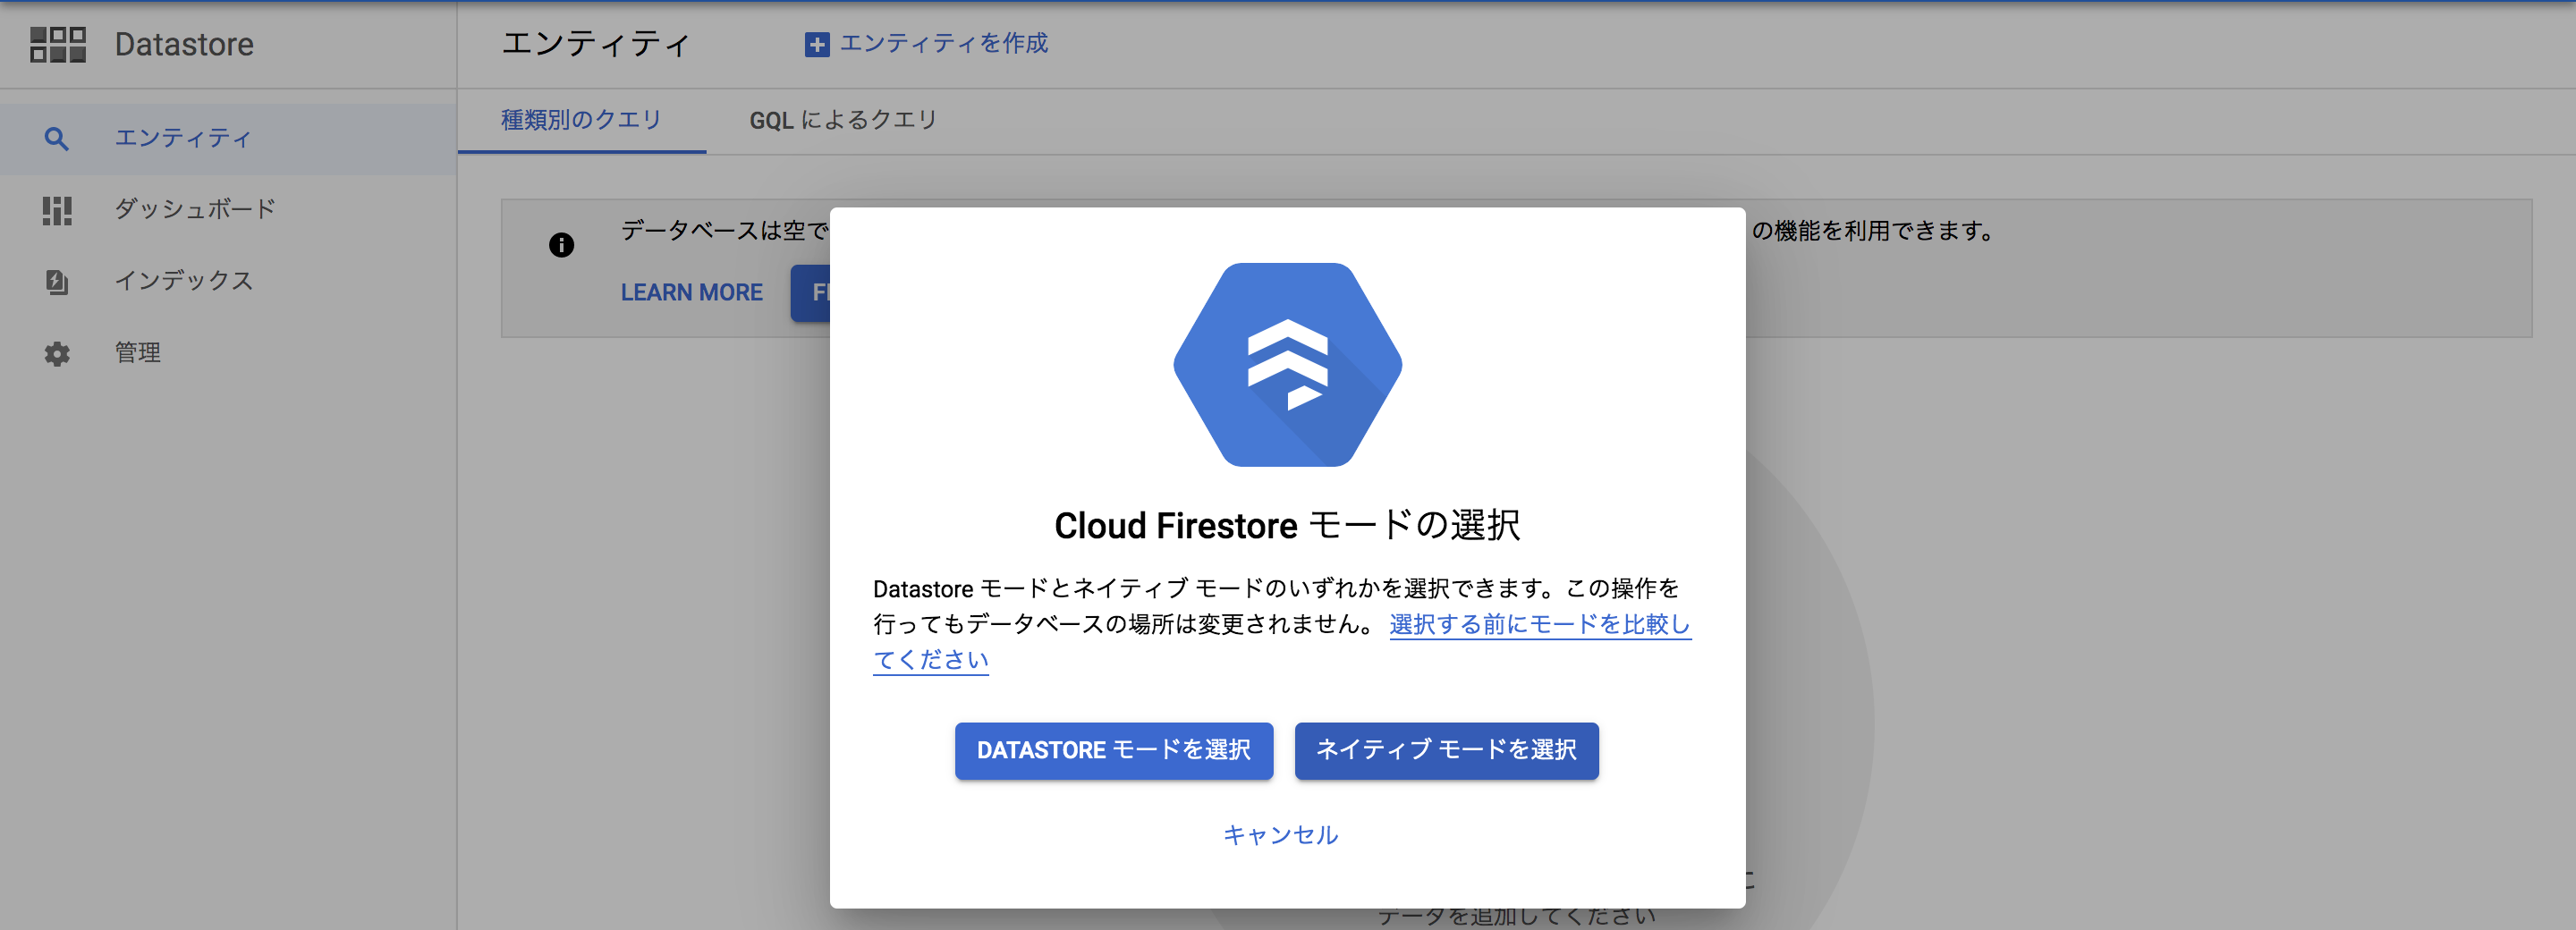 Datastore
エンティティ
エンティティを作成
エンティティ
ダッシュボード
インデックス
管理
種類別のクエリ
GQL によるクエリ
データベースは空で
の機能を利用できます。
LEARN MORE
Cloud Firestore モードの選択
Datastore モードとネイティブ モードのいずれかを選択できます。この操作を
行ってもデータベースの場所は変更されません。 選択する前にモードを比較し
てください
DATASTORE モードを選択
ネイティブ モードを選択
キャンセル
データを追加してください